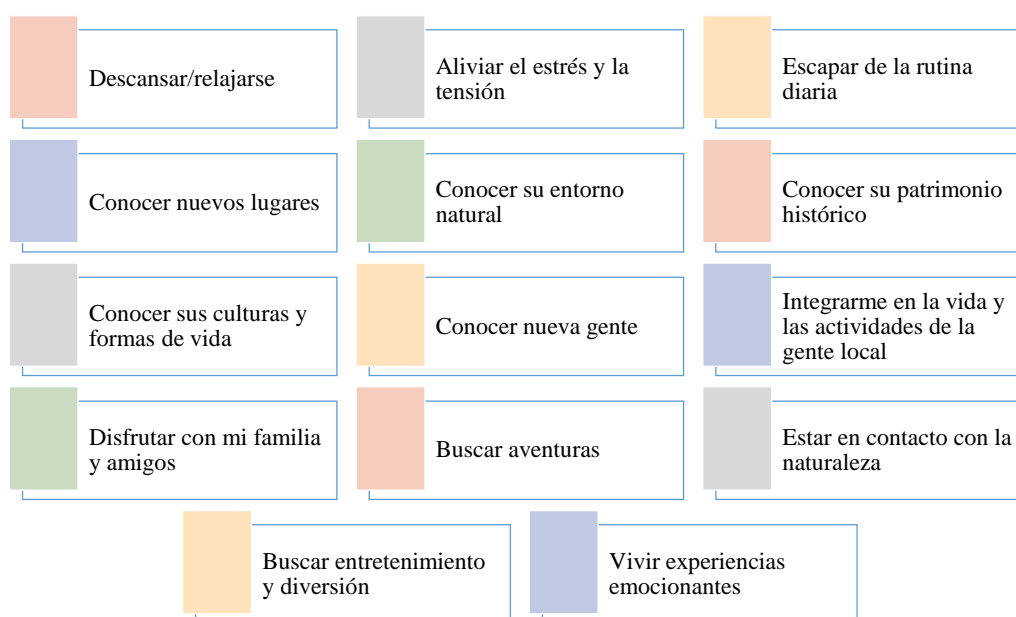 Descansar/relajarse
Aliviar el estrés y la
tensión
Escapar de la rutina
diaria
Conocer nuevos lugares
Conocer su entorno
natural
Conocer su patrimonio
histórico
Conocer sus culturas y
formas de vida
Conocer nueva gente
Integrarme en la vida y
las actividades de la
gente local
Disfrutar con mi familia
y amigos
Buscar aventuras
Estar en contacto con la
naturaleza
Buscar entretenimiento
y diversión
Vivir experiencias
emocionantes